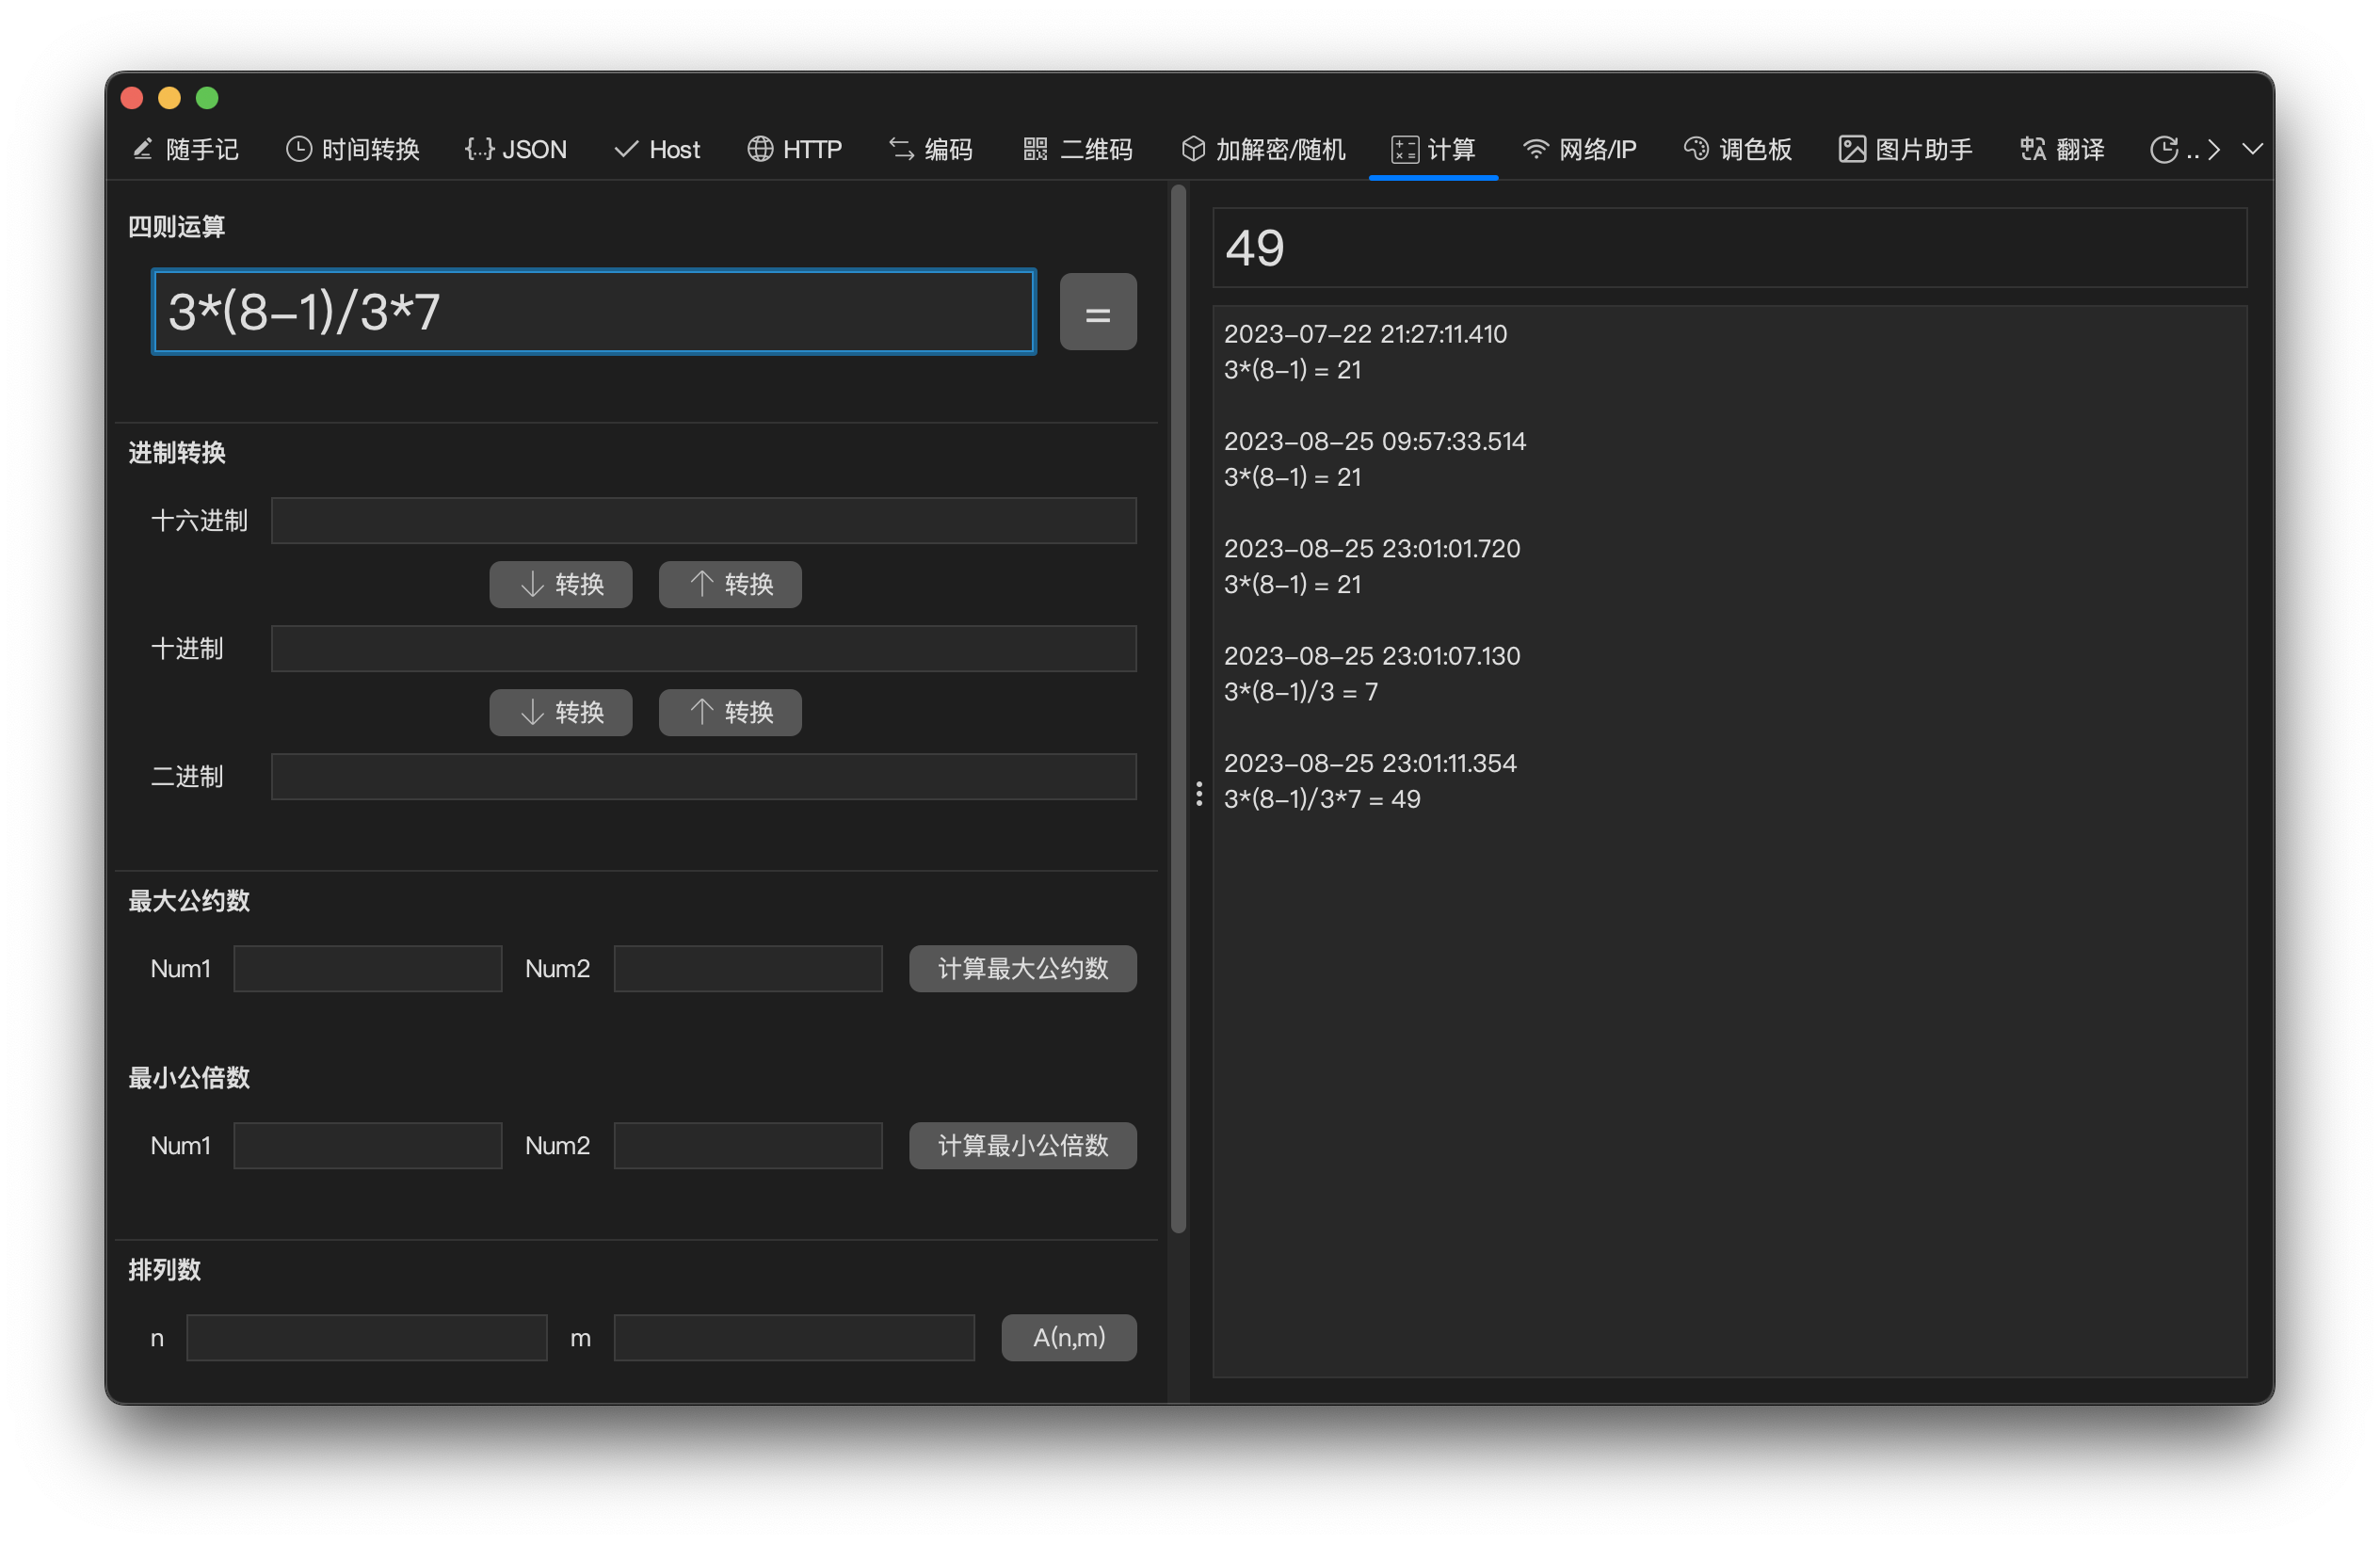 随手记 时间转换 {...} JSON Host HTTP 编码 二维码 加解密/随机 计算 网络/IP 调色板 图片助手 翻译 ..
四则运算
3*(8-1)/3*7 =
进制转换
十六进制
↓ 转换 ↑ 转换
十进制
↓ 转换 ↑ 转换
二进制
最大公约数
Num1 Num2 计算最大公约数
最小公倍数
Num1 Num2 计算最小公倍数
排列数
n m A(n,m)
49
2023-07-22 21:27:11.410
3*(8-1) = 21
2023-08-25 09:57:33.514
3*(8-1) = 21
2023-08-25 23:01:01.720
3*(8-1) = 21
2023-08-25 23:01:07.130
3*(8-1)/3 = 7
2023-08-25 23:01:11.354
3*(8-1)/3*7 = 49